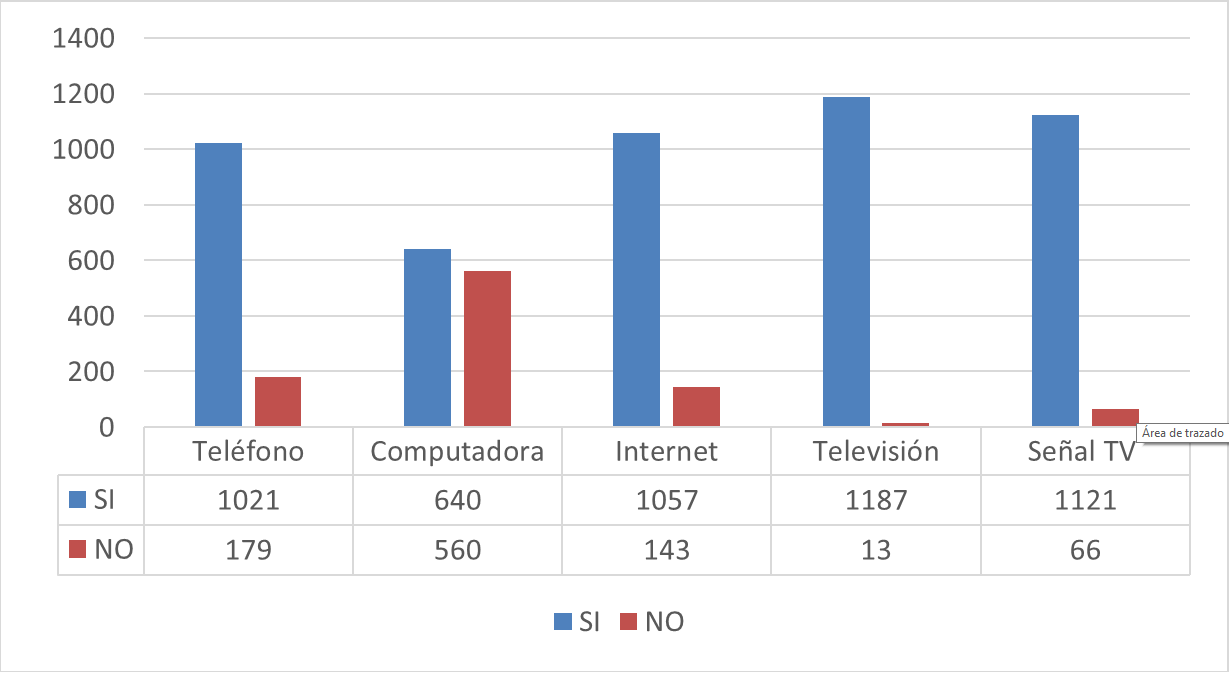 1400
1200
1000
800
600
400
200
0
Teléfono Computadora Internet Televisión Señal TV
Área de trazado
SI 1021 640 1057 1187 1121
NO 179 560 143 13 66
SI NO